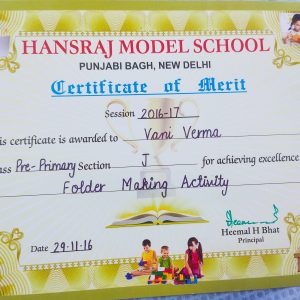 HANSRAJ MODEL SCHOOL
PUNJABI BAGH, NEW DELHI
Certificate of Merit
Session 2016-17
is certificate is awarded to Vani Verma
ass Pre-Primary Section J for achieving excellence
Folder Making Activity
Heemal H Bhat
Date 29-11-16 Principal